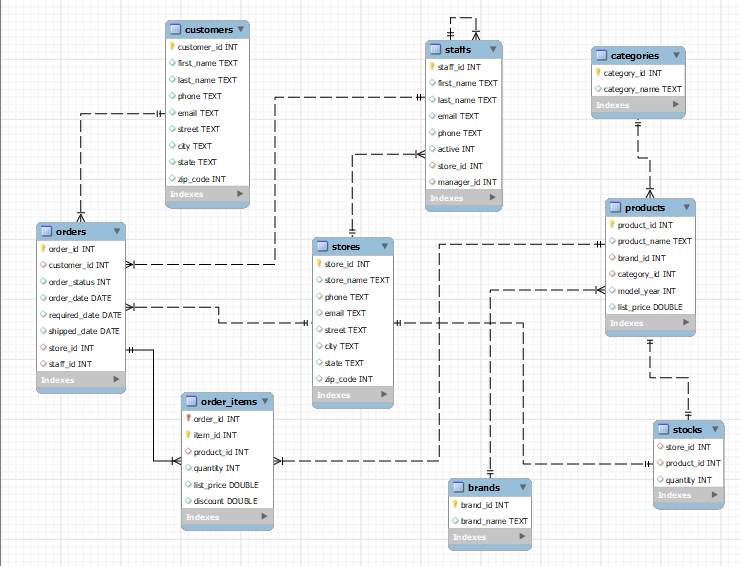 customers
customer_id INT
first_name TEXT
last_name TEXT
phone TEXT
email TEXT
street TEXT
city TEXT
state TEXT
zip_code INT
Indexes
staffs
staff_id INT
first_name TEXT
last_name TEXT
email TEXT
phone TEXT
active INT
store_id INT
manager_id INT
Indexes
categories
category_id INT
category_name TEXT
Indexes
orders
order_id INT
customer_id INT
order_status INT
order_date DATE
required_date DATE
shipped_date DATE
store_id INT
staff_id INT
Indexes
stores
store_id INT
store_name TEXT
phone TEXT
email TEXT
street TEXT
city TEXT
state TEXT
zip_code INT
Indexes
products
product_id INT
product_name TEXT
brand_id INT
category_id INT
model_year INT
list_price DOUBLE
Indexes
order_items
order_id INT
item_id INT
product_id INT
quantity INT
list_price DOUBLE
discount DOUBLE
Indexes
brands
brand_id INT
brand_name TEXT
Indexes
stocks
store_id INT
product_id INT
quantity INT
Indexes